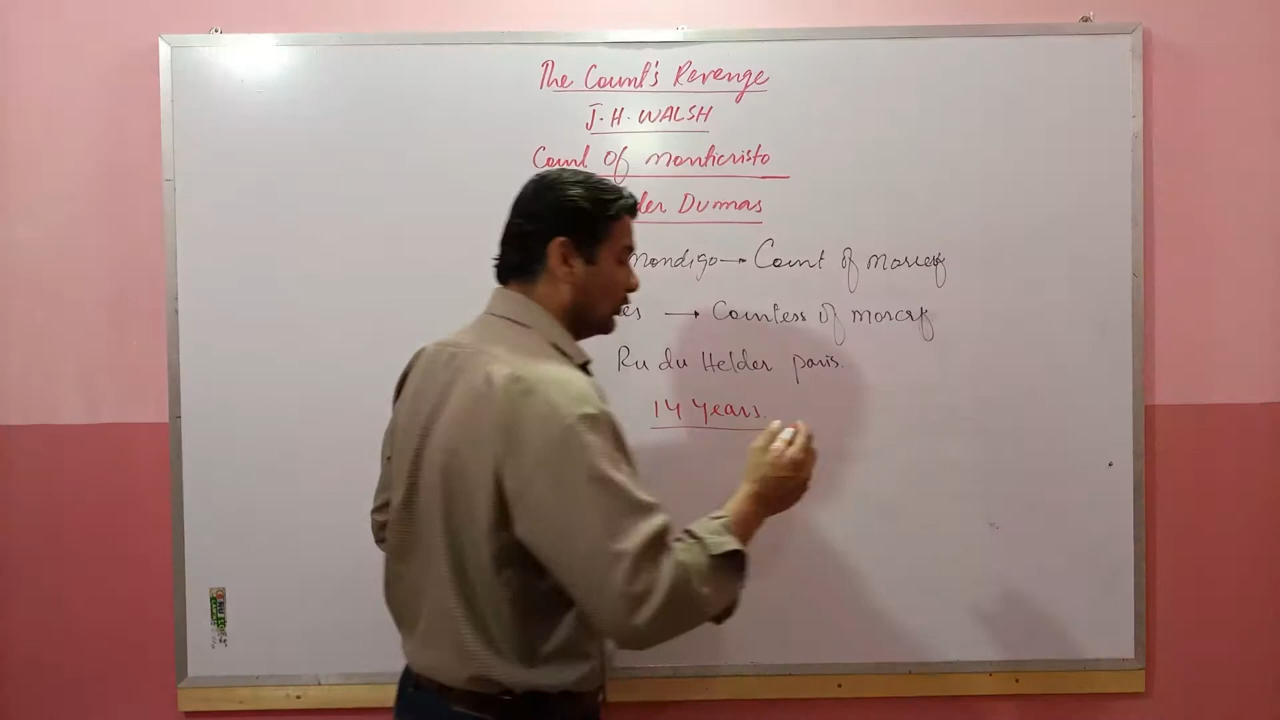 The Count's Revenge
J. H. WALSH
Count of Monticristo
der Dumas
mondigo → Count of Morcerf
es → Countess of morcrf
Ru du Helder paris.
14 Years.